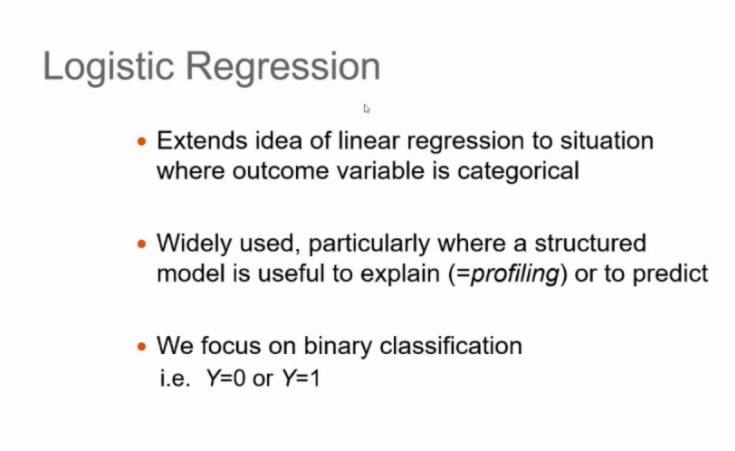 Logistic Regression
• Extends idea of linear regression to situation
where outcome variable is categorical
• Widely used, particularly where a structured
model is useful to explain (=profiling) or to predict
• We focus on binary classification
i.e. Y=0 or Y=1